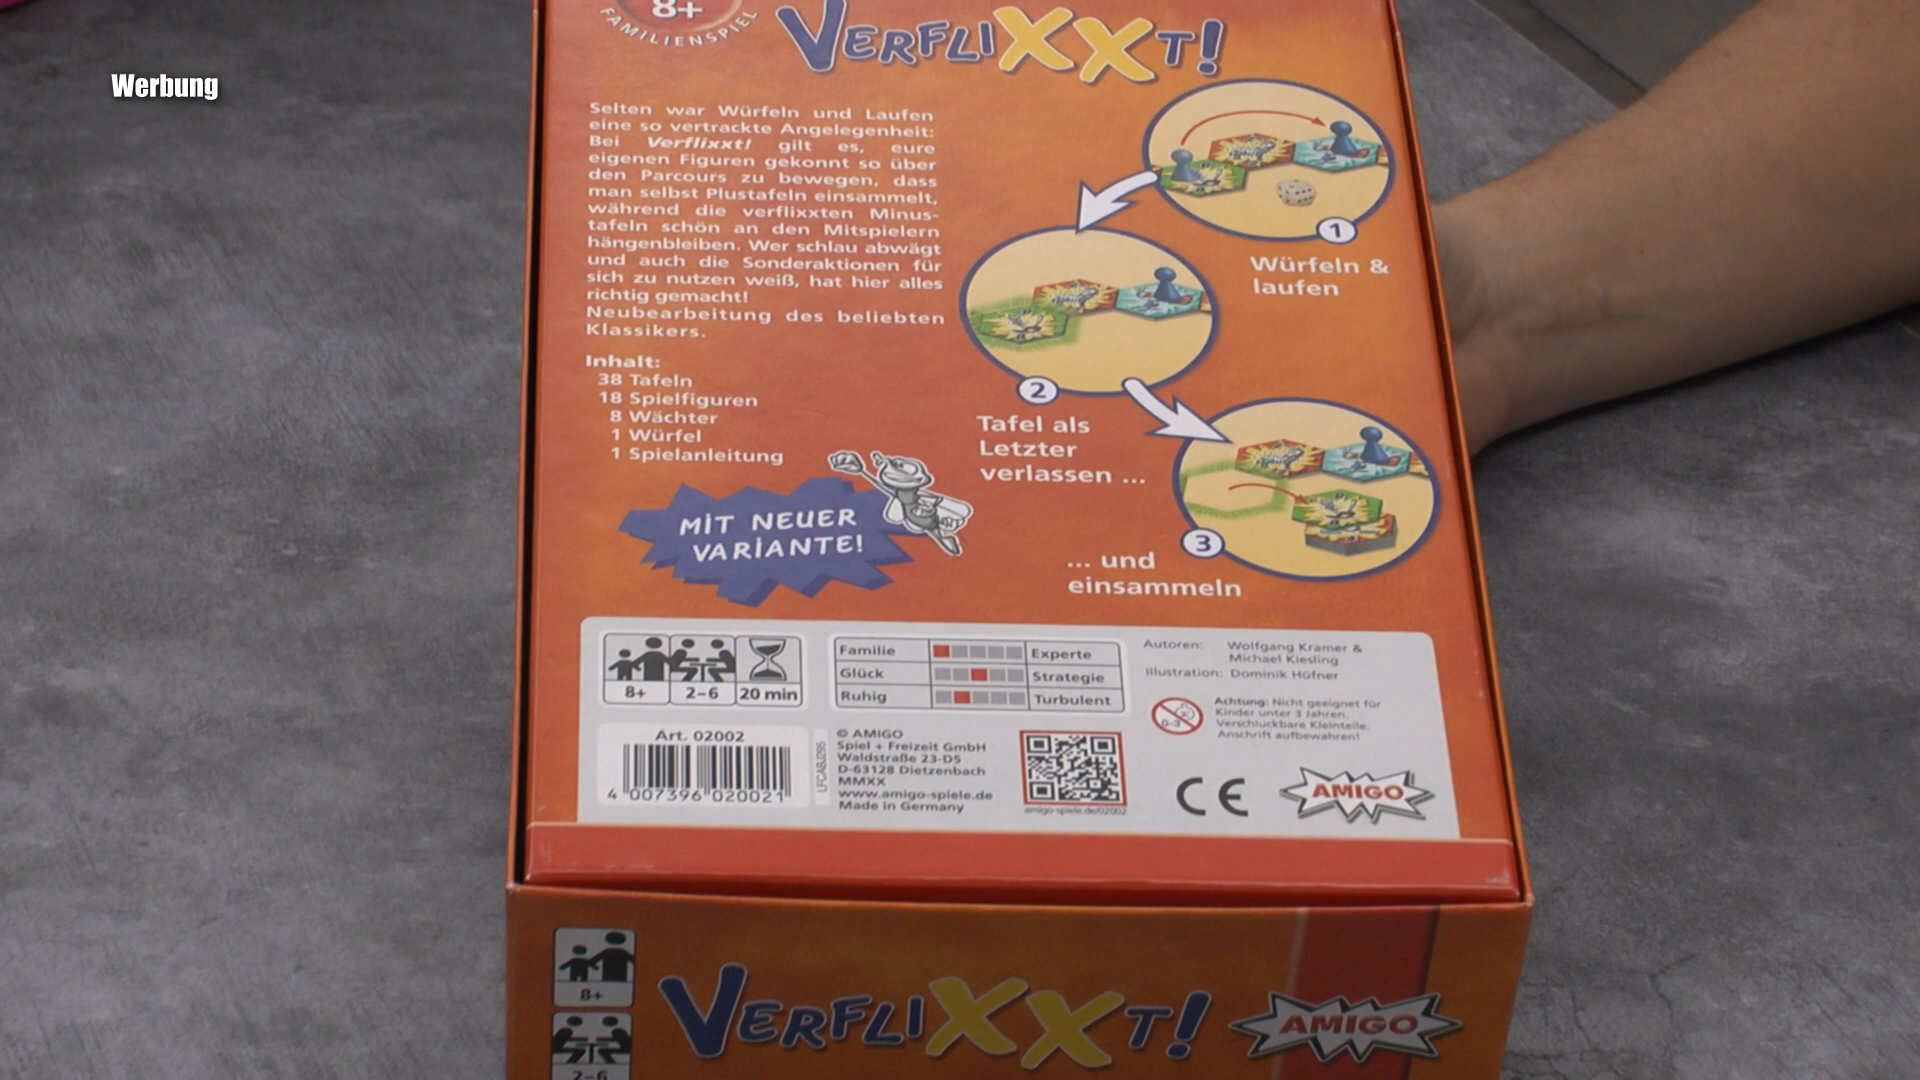 Werbung
8+
FAMILIENSPIEL
VERFLIXXT!
Selten war Würfeln und Laufen
eine so vertrackte Angelegenheit:
Bei Verflixxt! gilt es, eure
eigenen Figuren gekonnt so über
den Parcours zu bewegen, dass
man selbst Plustafeln einsammelt,
während die verflixxten Minus-
tafeln schön an den Mitspielern
hängenbleiben. Wer schlau abwägt
und auch die Sonderaktionen für
sich zu nutzen weiß, hat hier alles
richtig gemacht!
Neubearbeitung des beliebten
Klassikers.
Inhalt:
38 Tafeln
18 Spielfiguren
8 Wächter
1 Würfel
1 Spielanleitung
MIT NEUER
VARIANTE!
1
Würfeln &
laufen
2
Tafel als
Letzter
verlassen ...
3
... und
einsammeln
8+ 2–6 20 min
Familie Experte
Glück Strategie
Ruhig Turbulent
Autoren: Wolfgang Kramer &
Michael Kiesling
Illustration: Dominik Hüfner
0-3
Achtung: Nicht geeignet für
Kinder unter 3 Jahren.
Verschluckbare Kleinteile.
Anschrift aufbewahren!
Art. 02002
4 007396 020021
LFCABJ295
© AMIGO
Spiel + Freizeit GmbH
Waldstraße 23-D5
D-63128 Dietzenbach
MMXX
www.amigo-spiele.de
Made in Germany
amigo-spiele.de/02002
CE
AMIGO
8+
2–6
VERFLIXXT!
AMIGO